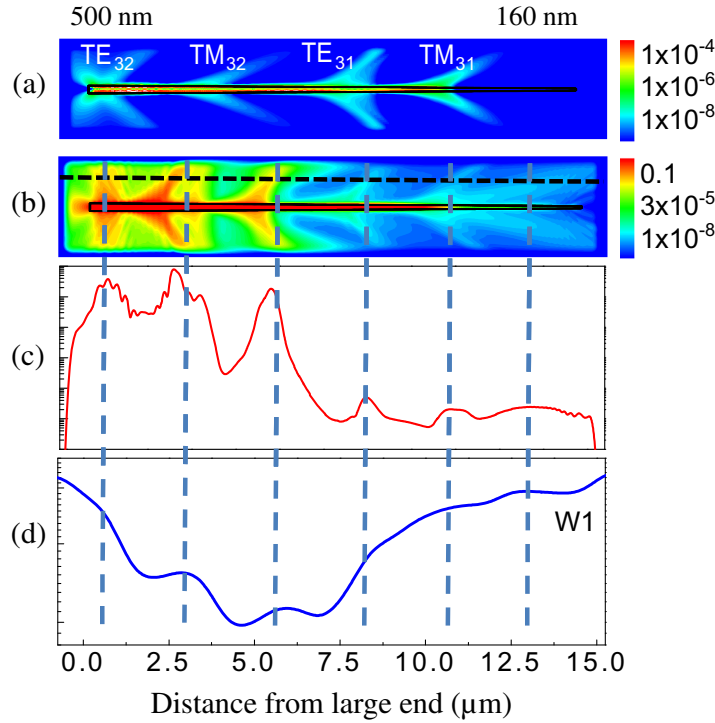 500 nm 160 nm
(a) TE32 TM32 TE31 TM31 1x10-4
1x10-6
1x10-8
(b) 0.1
3x10-5
1x10-8
(c)
(d) W1
0.0 2.5 5.0 7.5 10.0 12.5 15.0
Distance from large end (µm)